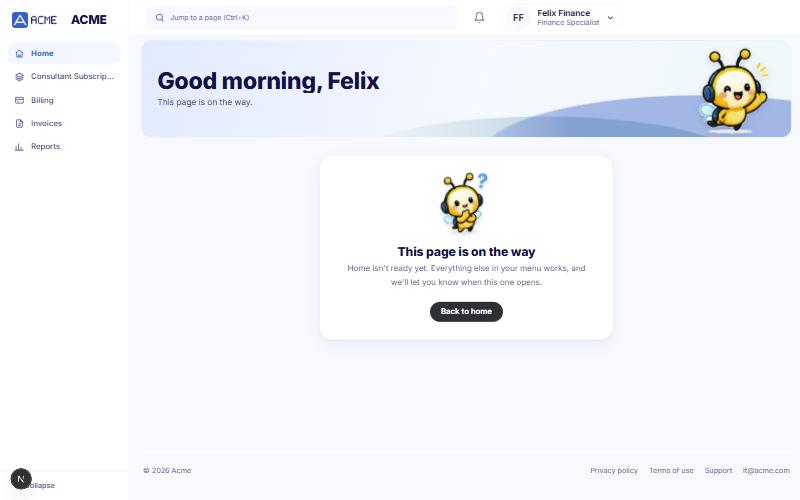 ACME ACME
Jump to a page (Ctrl+K)
FF
Felix Finance
Finance Specialist
Home
Consultant Subscrip...
Billing
Invoices
Reports
Good morning, Felix
This page is on the way.
?
This page is on the way
Home isn't ready yet. Everything else in your menu works, and
we'll let you know when this one opens.
Back to home
N
ollapse
© 2026 Acme
Privacy policy
Terms of use
Support
it@acme.com